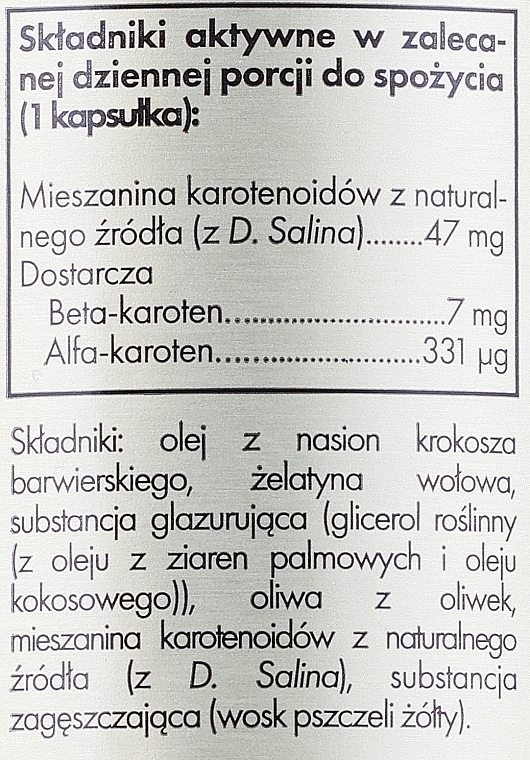 Składniki aktywne w zaleca-
nej dziennej porcji do spożycia
(1 kapsułka):
Mieszanina karotenoidów z natural-
nego źródła (z D. Salina)........47 mg
Dostarcza
Beta-karoten..............................7 mg
Alfa-karoten...........................331 µg
Składniki: olej z nasion krokosza
barwierskiego, żelatyna wołowa,
substancja glazurująca (glicerol roślinny
(z oleju z ziaren palmowych i oleju
kokosowego)), oliwa z oliwek,
mieszanina karotenoidów z naturalnego
źródła (z D. Salina), substancja
zagęszczająca (wosk pszczeli żółty).